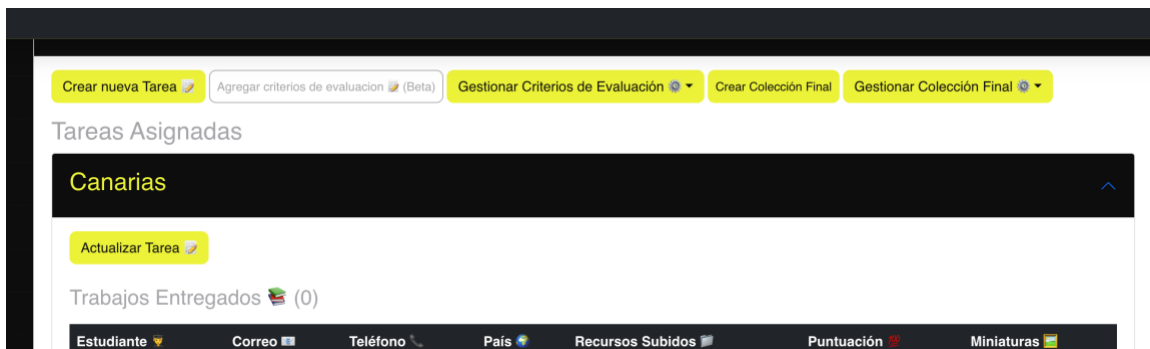 Crear nueva Tarea 📝 Agregar criterios de evaluacion 📝 (Beta) Gestionar Criterios de Evaluación ⚙️ Crear Colección Final Gestionar Colección Final ⚙️
Tareas Asignadas
Canarias
Actualizar Tarea 📝
Trabajos Entregados 📚 (0)
Estudiante Correo 📧 Teléfono 📞 País 🌍 Recursos Subidos 📁 Puntuación 💯 Miniaturas 🖼️